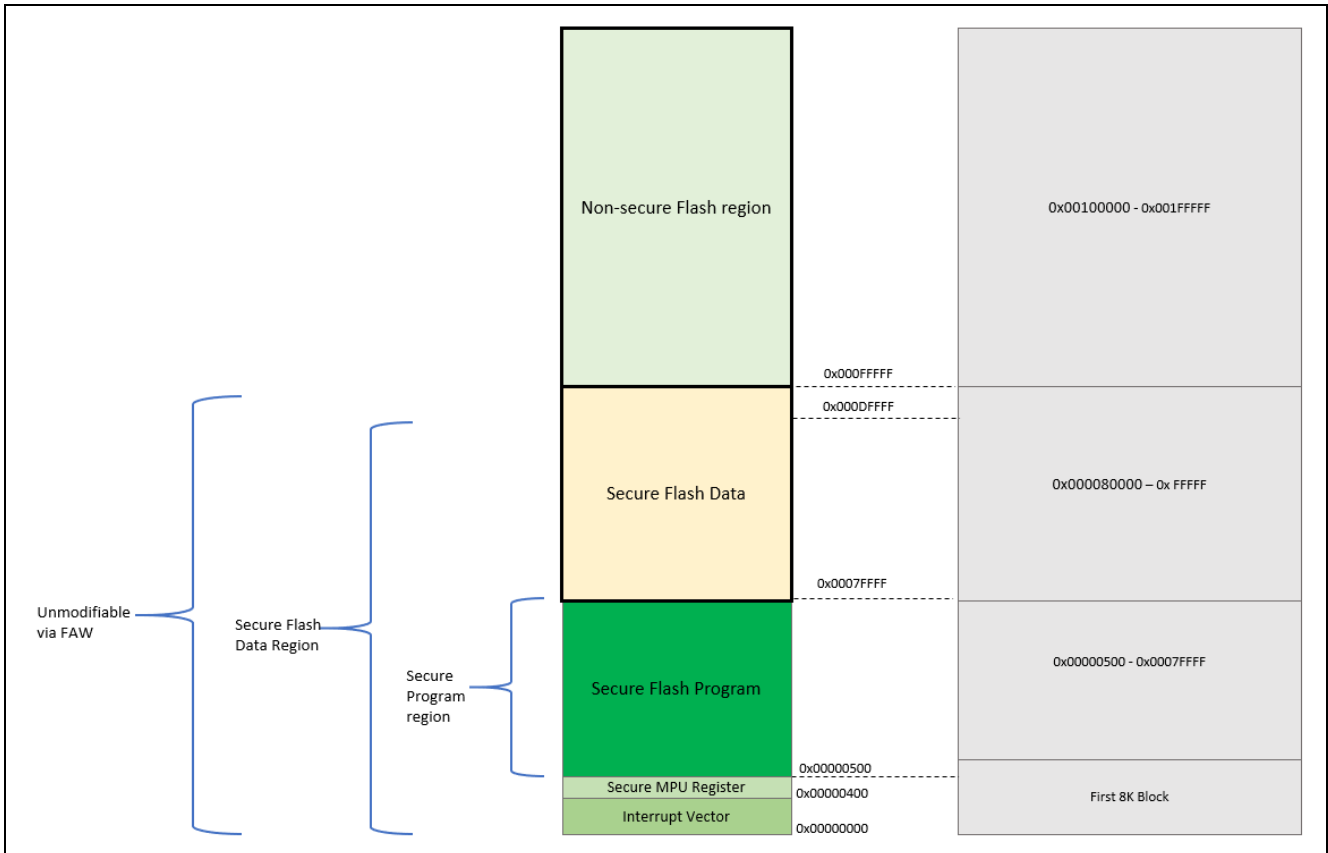 Non-secure Flash region
0x00100000 - 0x001FFFFF
0x000FFFFF
0x000DFFFF
Secure Flash Data
0x000080000 – 0x FFFFF
0x0007FFFF
Unmodifiable
via FAW
Secure Flash
Data Region
Secure
Program
region
Secure Flash Program
0x00000500 - 0x0007FFFF
0x00000500
Secure MPU Register
0x00000400
First 8K Block
Interrupt Vector
0x00000000